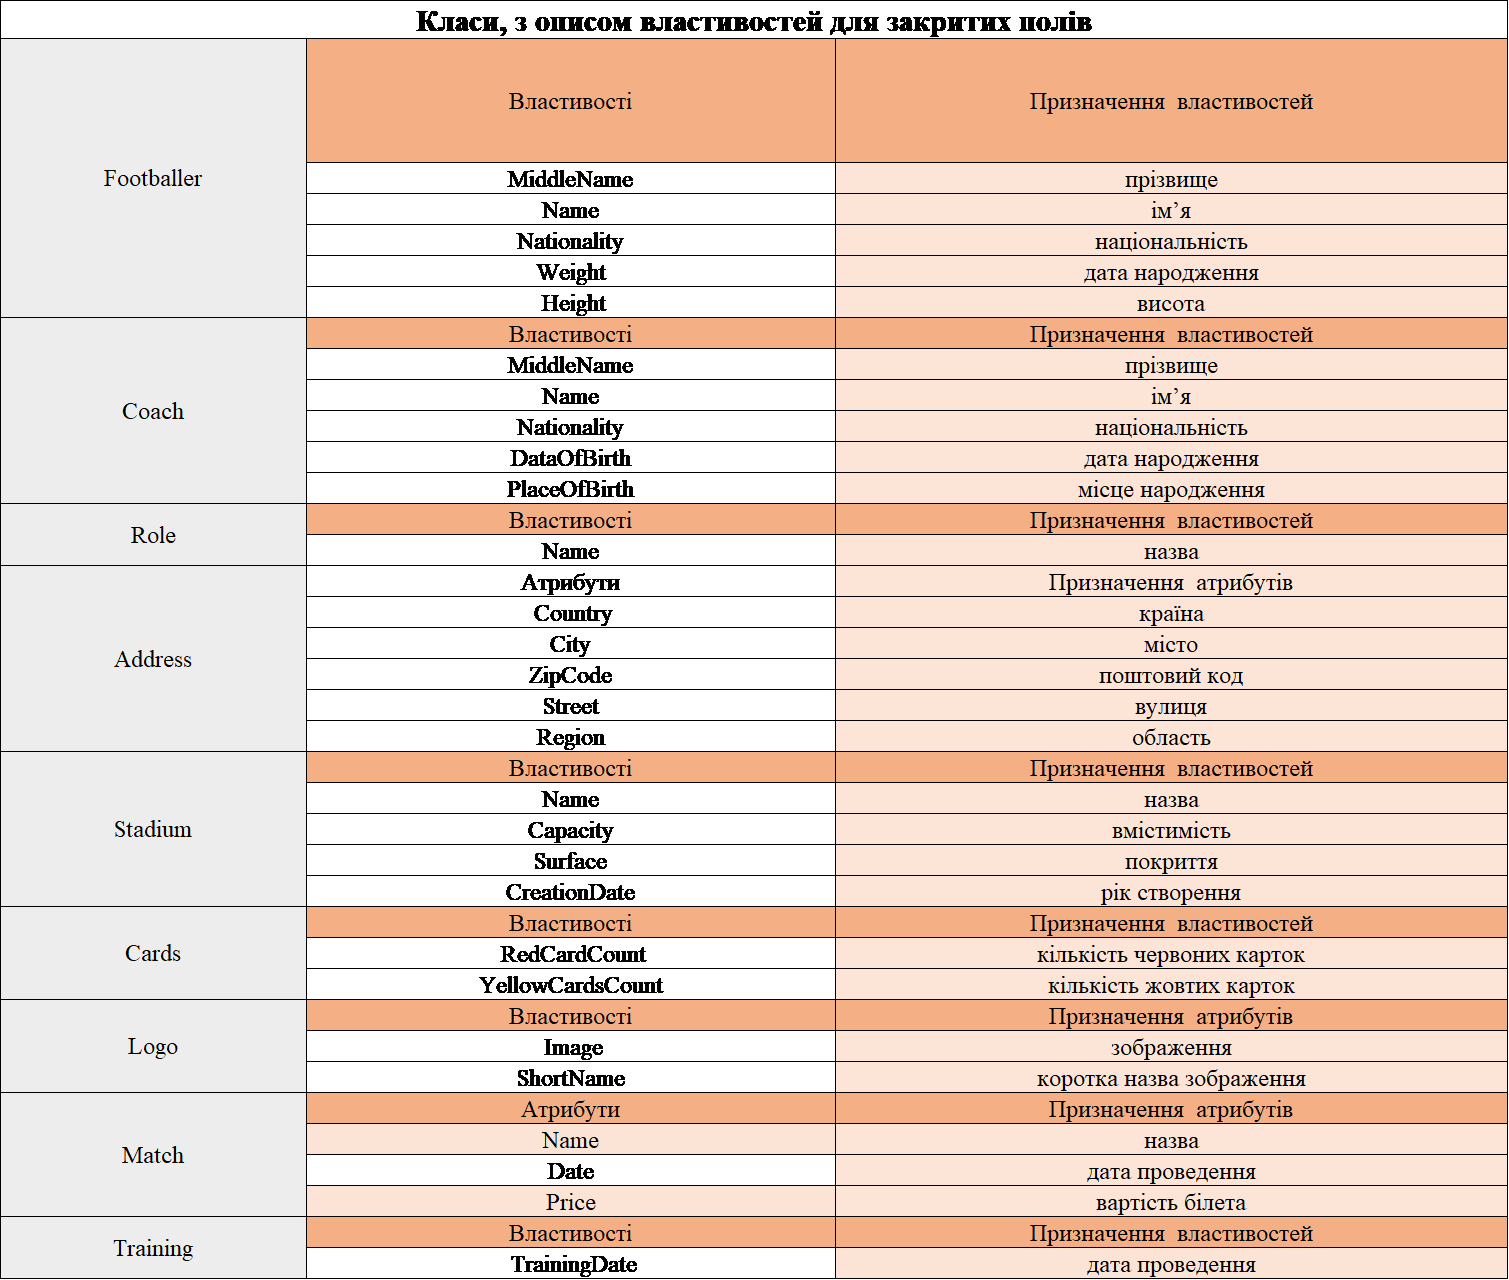 Класи, з описом властивостей для закритих полів
Footballer
Властивості Призначення властивостей
MiddleName прізвище
Name ім’я
Nationality національність
Weight дата народження
Height висота
Coach
Властивості Призначення властивостей
MiddleName прізвище
Name ім’я
Nationality національність
DataOfBirth дата народження
PlaceOfBirth місце народження
Role
Властивості Призначення властивостей
Name назва
Address
Атрибути Призначення атрибутів
Country країна
City місто
ZipCode поштовий код
Street вулиця
Region область
Stadium
Властивості Призначення властивостей
Name назва
Capacity вмістимість
Surface покриття
CreationDate рік створення
Cards
Властивості Призначення властивостей
RedCardCount кількість червоних карток
YellowCardsCount кількість жовтих карток
Logo
Властивості Призначення атрибутів
Image зображення
ShortName коротка назва зображення
Match
Атрибути Призначення атрибутів
Name назва
Date дата проведення
Price вартість білета
Training
Властивості Призначення властивостей
TrainingDate дата проведення